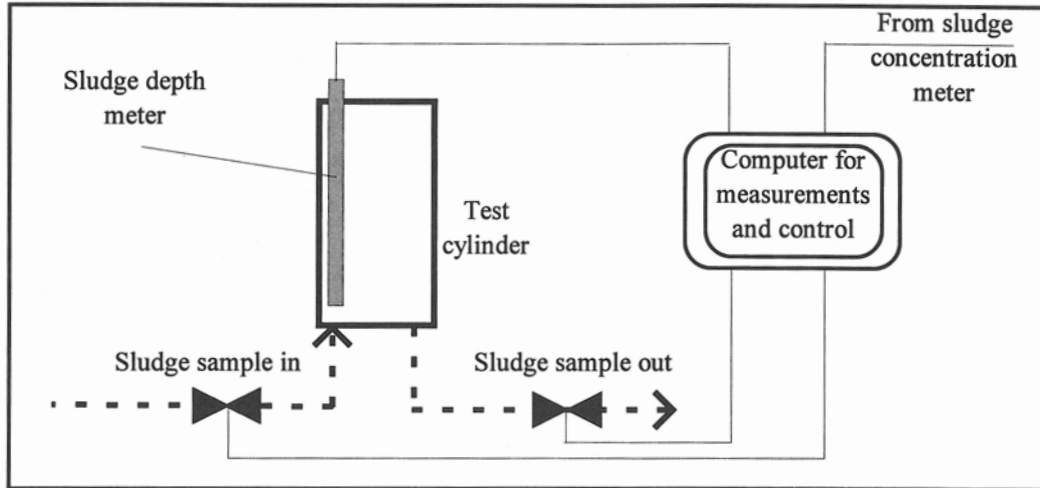 From sludge
concentration
meter
Sludge depth
meter
Computer for
measurements
and control
Test
cylinder
Sludge sample in
Sludge sample out